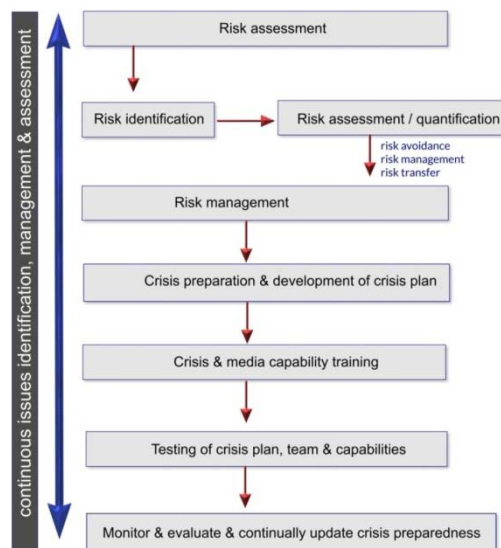 continuous issues identification, management & assessment
Risk assessment
Risk identification
Risk assessment / quantification
risk avoidance
risk management
risk transfer
Risk management
Crisis preparation & development of crisis plan
Crisis & media capability training
Testing of crisis plan, team & capabilities
Monitor & evaluate & continually update crisis preparedness